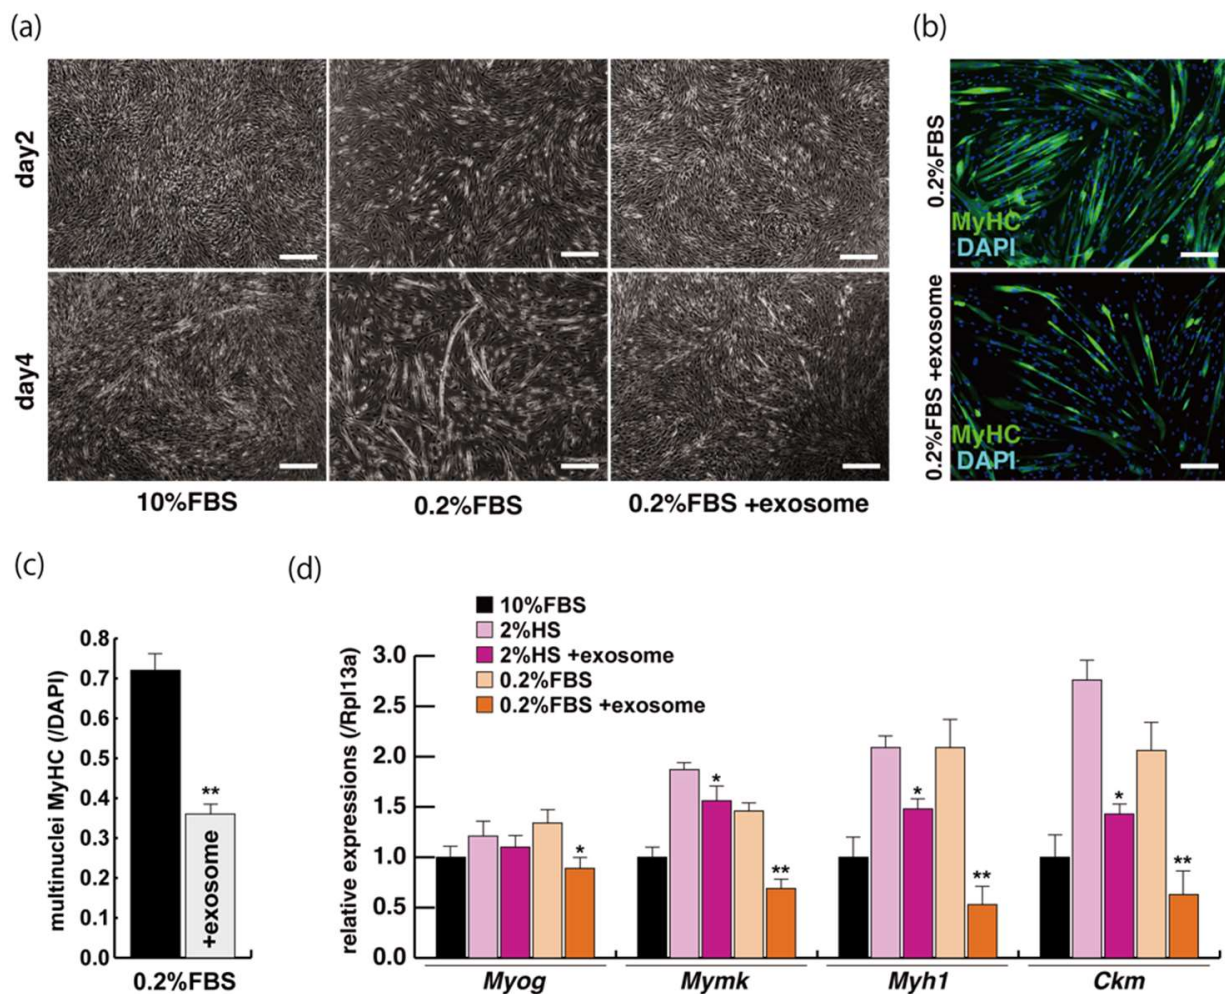 (a)
day2
day4
10%FBS
0.2%FBS
0.2%FBS +exosome
(b)
0.2%FBS
MyHC
DAPI
0.2%FBS +exosome
MyHC
DAPI
(c)
multinuclei MyHC (/DAPI)
0.8
0.7
0.6
0.5
0.4
0.3
0.2
0.1
0.0
**
+exosome
0.2%FBS
(d)
10%FBS
2%HS
2%HS +exosome
0.2%FBS
0.2%FBS +exosome
relative expressions (/Rpl13a)
3.0
2.5
2.0
1.5
1.0
0.5
0.0
*
*
**
*
**
*
**
Myog
Mymk
Myh1
Ckm